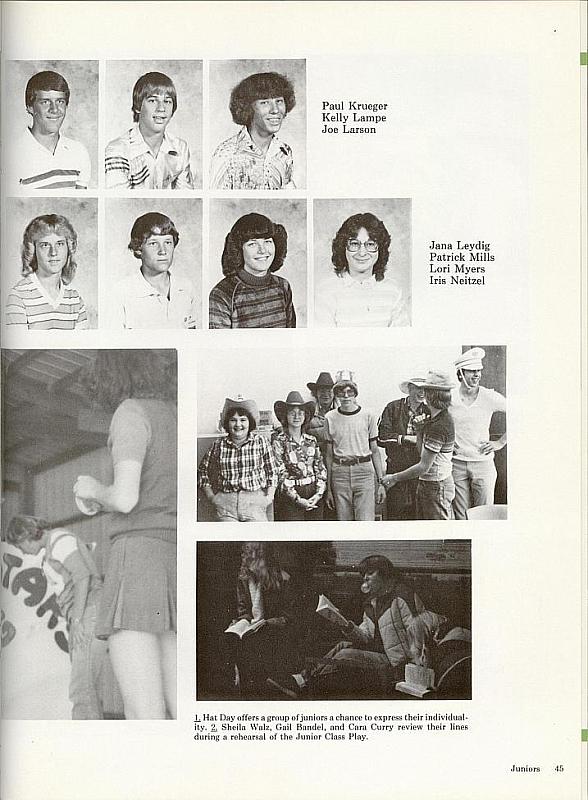 Paul Krueger
Kelly Lampe
Joe Larson
Jana Leydig
Patrick Mills
Lori Myers
Iris Neitzel
1. Hat Day offers a group of juniors a chance to express their individual-
ity. 2. Sheila Walz, Gail Bandel, and Cara Curry review their lines
during a rehearsal of the Junior Class Play.
Juniors 45